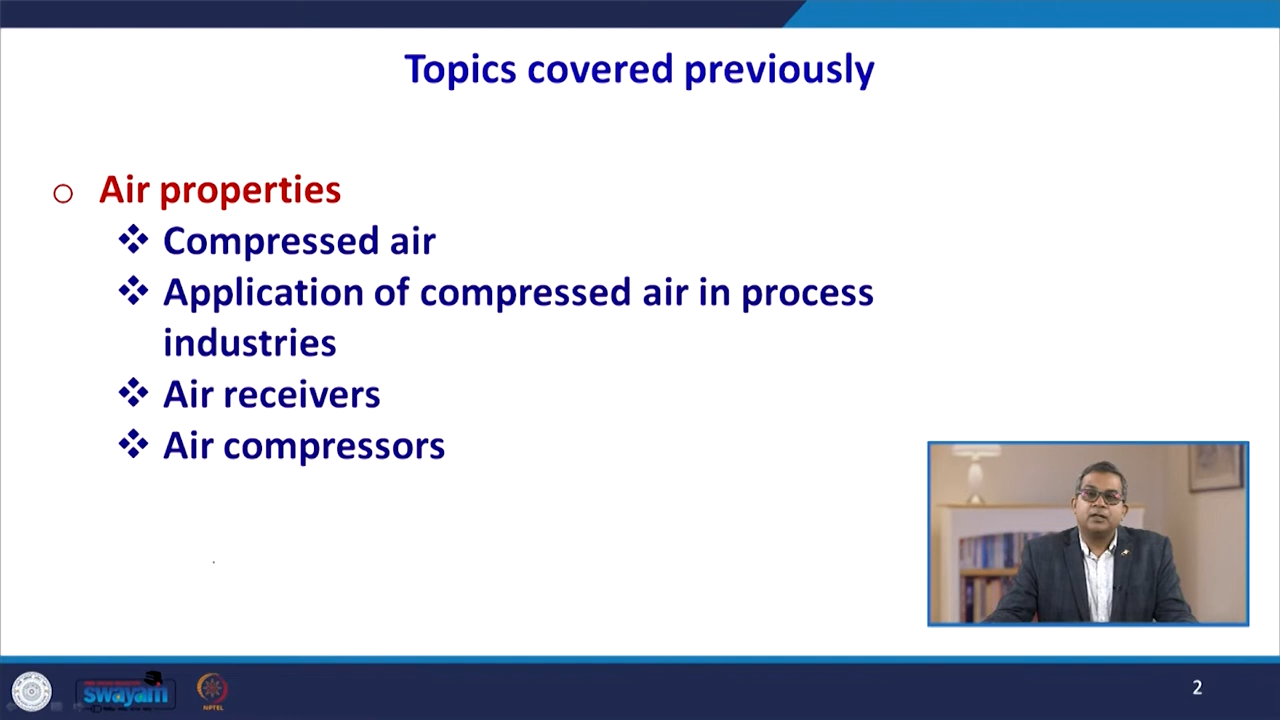 Topics covered previously
o Air properties
❖ Compressed air
❖ Application of compressed air in process
industries
❖ Air receivers
❖ Air compressors
swayam
NPTEL
2